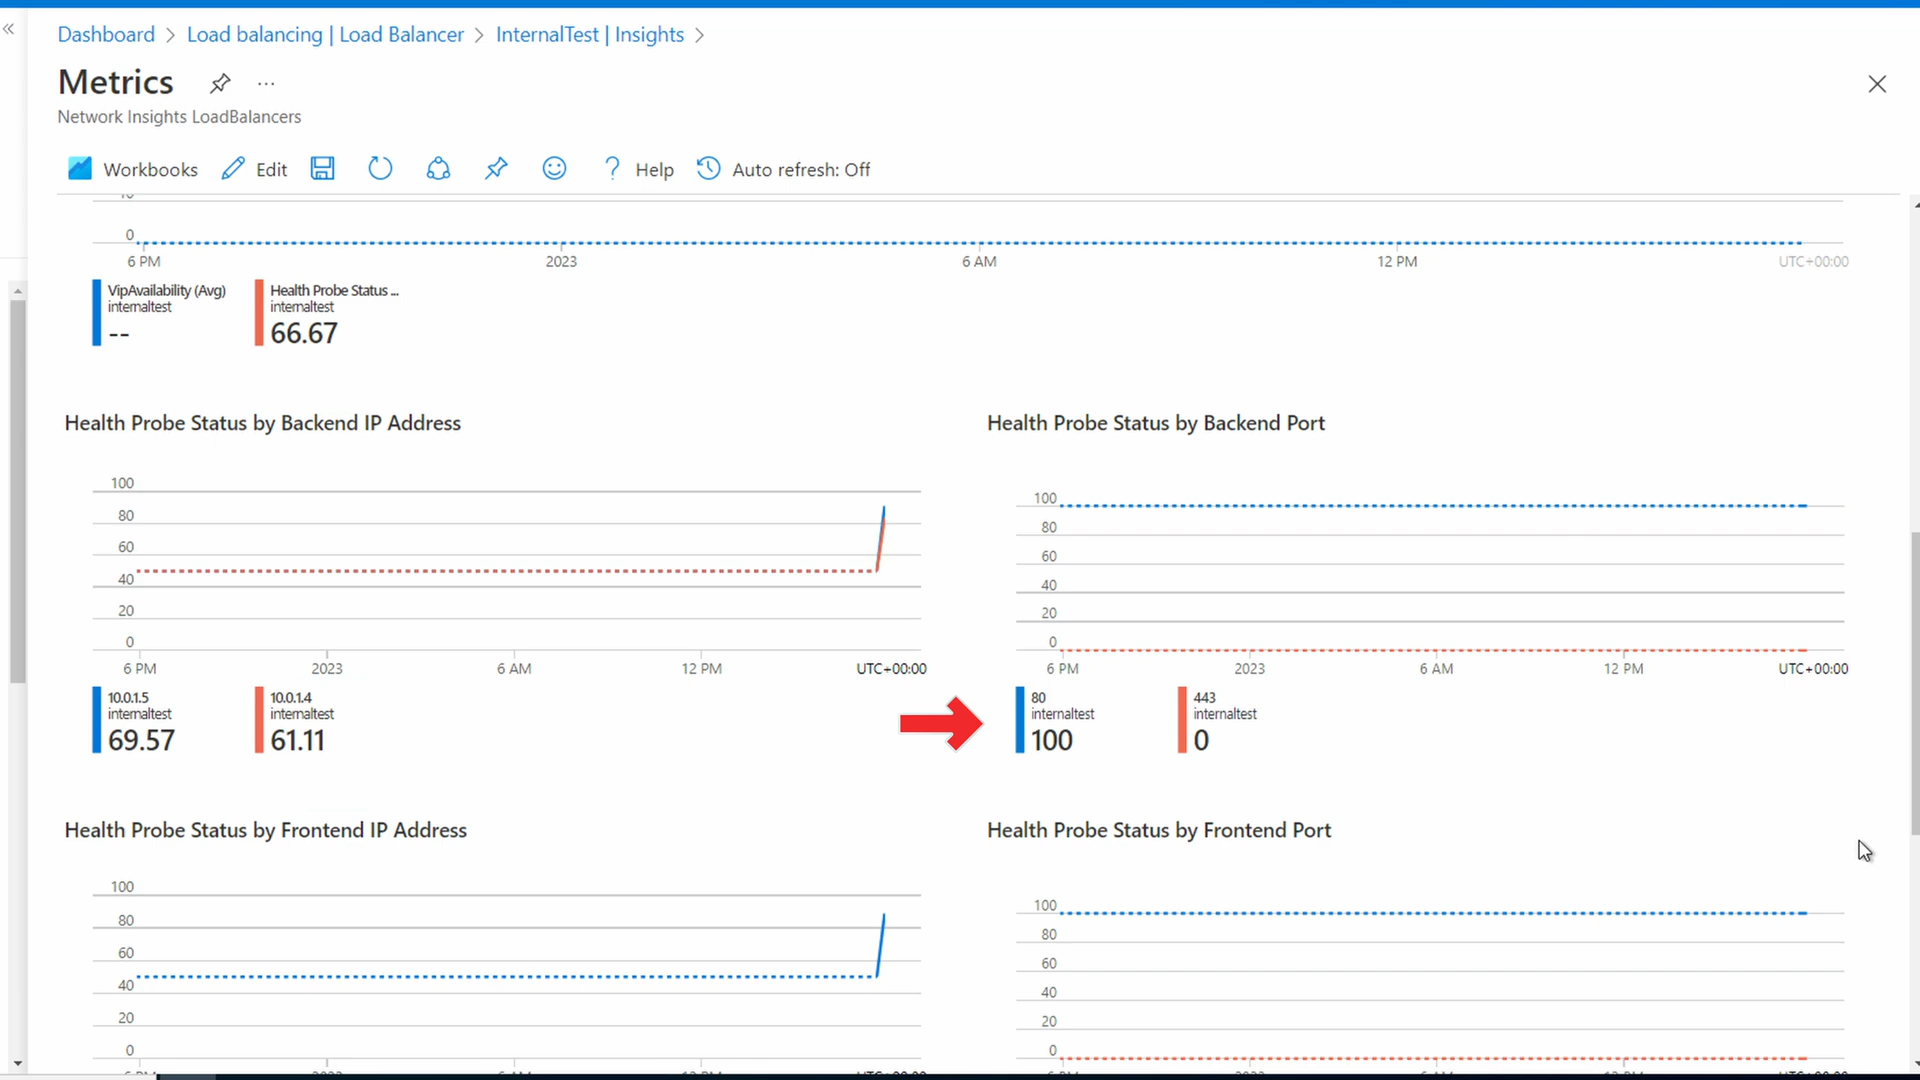 Dashboard > Load balancing | Load Balancer > InternalTest | Insights >
Metrics ...
Network Insights LoadBalancers
Workbooks Edit Help Auto refresh: Off
0
6 PM 2023 6 AM 12 PM UTC+00:00
VipAvailability (Avg)
internaltest
--
Health Probe Status ...
internaltest
66.67
Health Probe Status by Backend IP Address
100
80
60
40
20
0
6 PM 2023 6 AM 12 PM UTC+00:00
10.0.1.5
internaltest
69.57
10.0.1.4
internaltest
61.11
Health Probe Status by Backend Port
100
80
60
40
20
0
6 PM 2023 6 AM 12 PM UTC+00:00
80
internaltest
100
443
internaltest
0
Health Probe Status by Frontend IP Address
100
80
60
40
20
0
Health Probe Status by Frontend Port
100
80
60
40
20
0